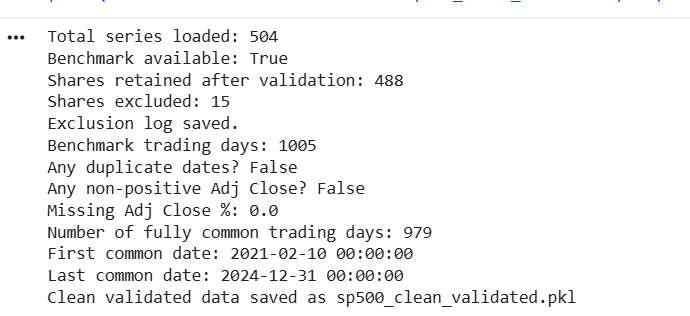 Total series loaded: 504
Benchmark available: True
Shares retained after validation: 488
Shares excluded: 15
Exclusion log saved.
Benchmark trading days: 1005
Any duplicate dates? False
Any non-positive Adj Close? False
Missing Adj Close %: 0.0
Number of fully common trading days: 979
First common date: 2021-02-10 00:00:00
Last common date: 2024-12-31 00:00:00
Clean validated data saved as sp500_clean_validated.pkl